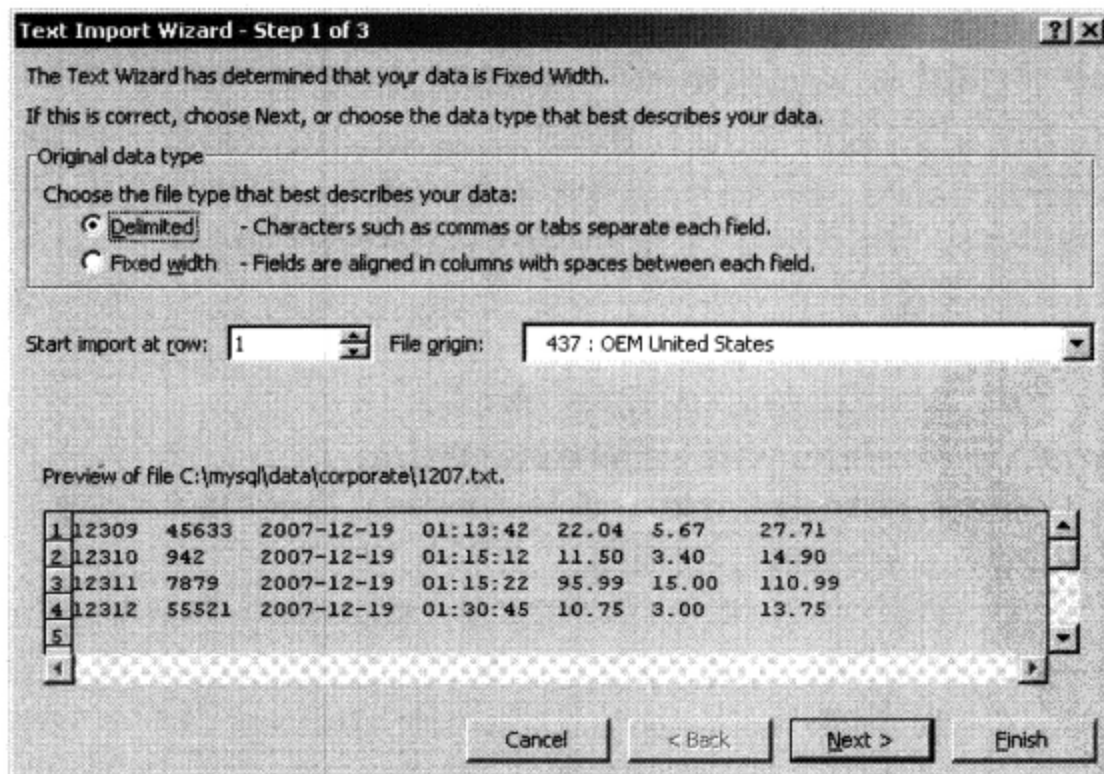 Text Import Wizard - Step 1 of 3
The Text Wizard has determined that your data is Fixed Width.
If this is correct, choose Next, or choose the data type that best describes your data.
Original data type
Choose the file type that best describes your data:
Delimited - Characters such as commas or tabs separate each field.
Fixed width - Fields are aligned in columns with spaces between each field.
Start import at row: 1 File origin: 437 : OEM United States
Preview of file C:\mysql\data\corporate\1207.txt.
1 12309 45633 2007-12-19 01:13:42 22.04 5.67 27.71
2 12310 942 2007-12-19 01:15:12 11.50 3.40 14.90
3 12311 7879 2007-12-19 01:15:22 95.99 15.00 110.99
4 12312 55521 2007-12-19 01:30:45 10.75 3.00 13.75
5
Cancel < Back Next > Finish